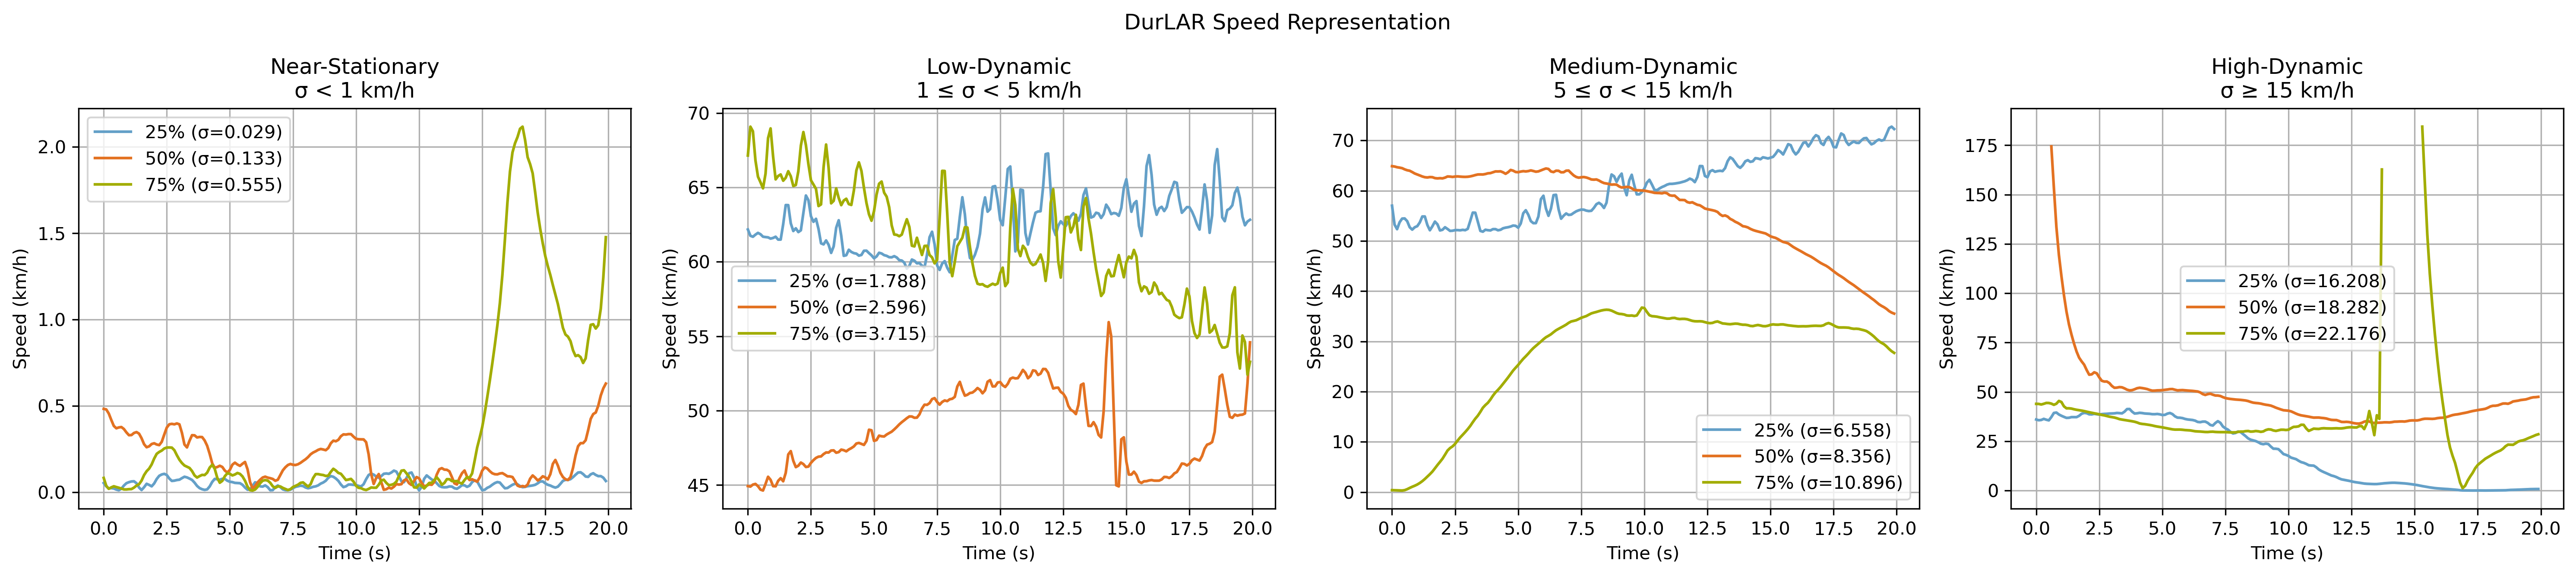 DurLAR Speed Representation
Near-Stationary
σ < 1 km/h
25% (σ=0.029)
50% (σ=0.133)
75% (σ=0.555)
Speed (km/h)
2.0
1.5
1.0
0.5
0.0
0.0 2.5 5.0 7.5 10.0 12.5 15.0 17.5 20.0
Time (s)
Low-Dynamic
1 ≤ σ < 5 km/h
25% (σ=1.788)
50% (σ=2.596)
75% (σ=3.715)
Speed (km/h)
70
65
60
55
50
45
0.0 2.5 5.0 7.5 10.0 12.5 15.0 17.5 20.0
Time (s)
Medium-Dynamic
5 ≤ σ < 15 km/h
Speed (km/h)
70
60
50
40
30
20
10
0
25% (σ=6.558)
50% (σ=8.356)
75% (σ=10.896)
0.0 2.5 5.0 7.5 10.0 12.5 15.0 17.5 20.0
Time (s)
High-Dynamic
σ ≥ 15 km/h
Speed (km/h)
175
150
125
100
75
50
25
0
25% (σ=16.208)
50% (σ=18.282)
75% (σ=22.176)
0.0 2.5 5.0 7.5 10.0 12.5 15.0 17.5 20.0
Time (s)